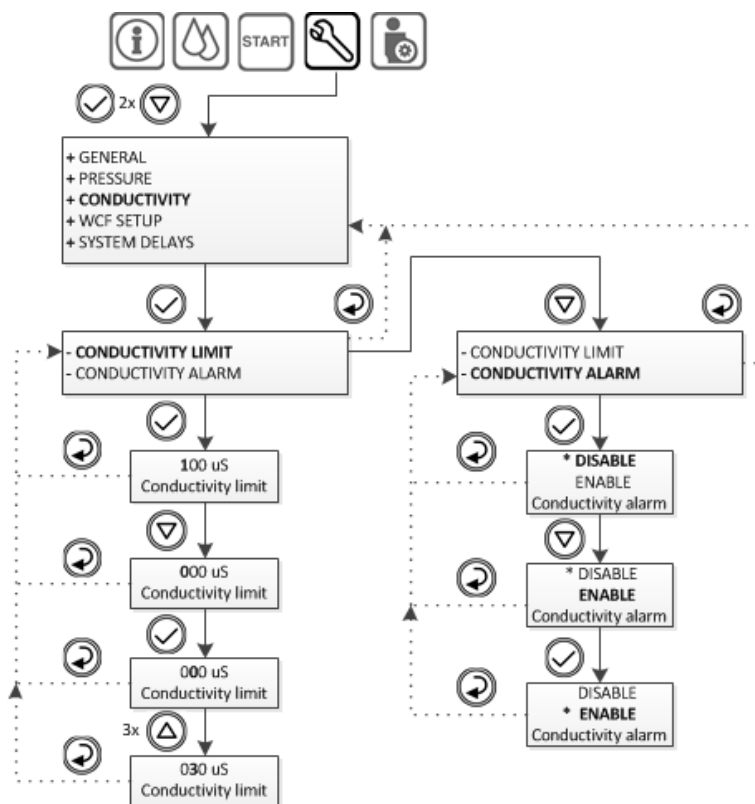 START
2x
+ GENERAL
+ PRESSURE
+ CONDUCTIVITY
+ WCF SETUP
+ SYSTEM DELAYS
- CONDUCTIVITY LIMIT
- CONDUCTIVITY ALARM
100 uS
Conductivity limit
000 uS
Conductivity limit
000 uS
Conductivity limit
3x
030 uS
Conductivity limit
- CONDUCTIVITY LIMIT
- CONDUCTIVITY ALARM
* DISABLE
ENABLE
Conductivity alarm
* DISABLE
ENABLE
Conductivity alarm
DISABLE
* ENABLE
Conductivity alarm